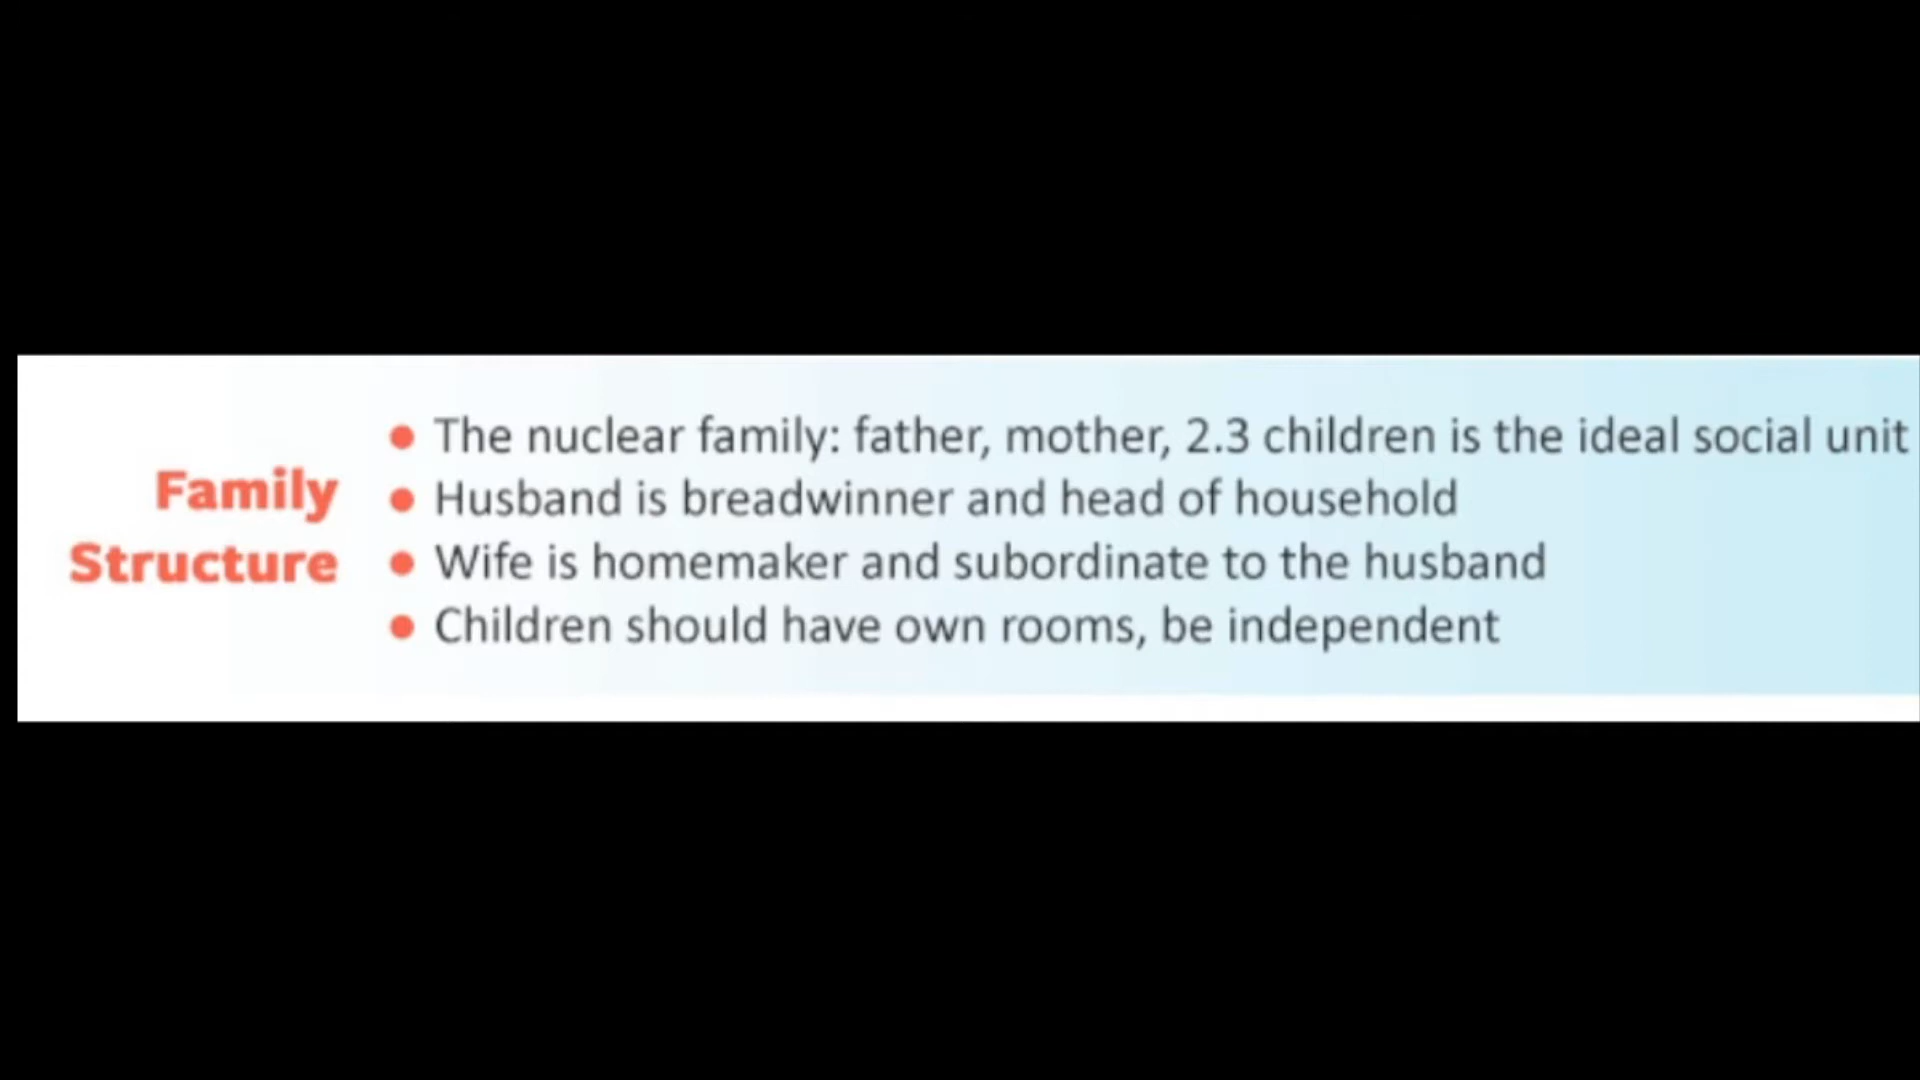 Family
Structure
The nuclear family: father, mother, 2.3 children is the ideal social unit
Husband is breadwinner and head of household
Wife is homemaker and subordinate to the husband
Children should have own rooms, be independent